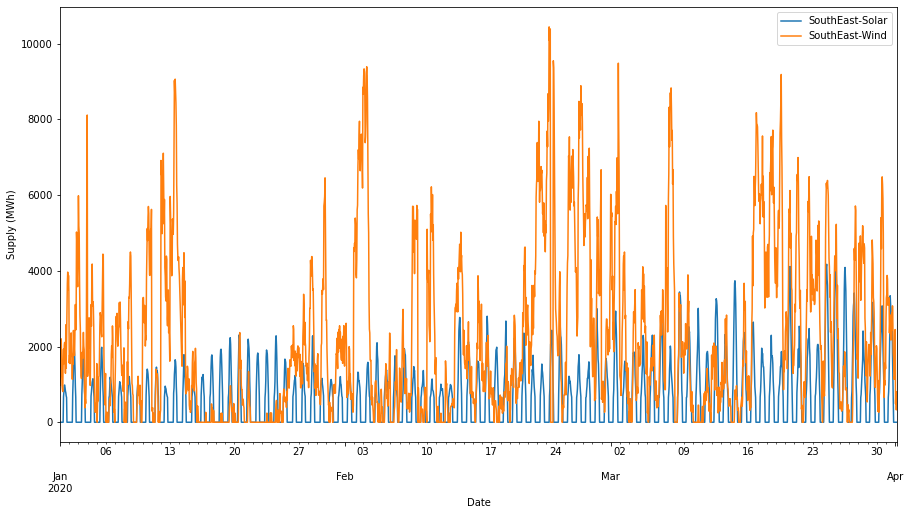 SouthEast-Solar
SouthEast-Wind
10000
8000
6000
4000
2000
0
Supply (MWh)
06 13 20 27 03 10 17 24 02 09 16 23 30
Jan Feb Mar Apr
2020
Date